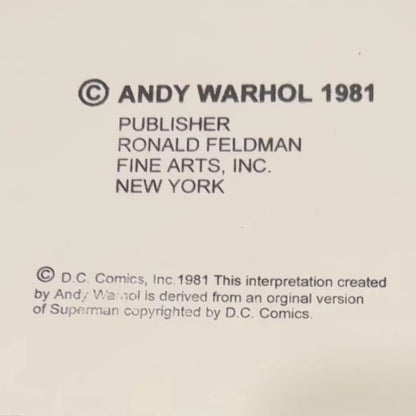 © ANDY WARHOL 1981
PUBLISHER
RONALD FELDMAN
FINE ARTS, INC.
NEW YORK
© D.C. Comics, Inc.1981 This interpretation created
by Andy Warhol is derived from an orginal version
of Superman copyrighted by D.C. Comics.